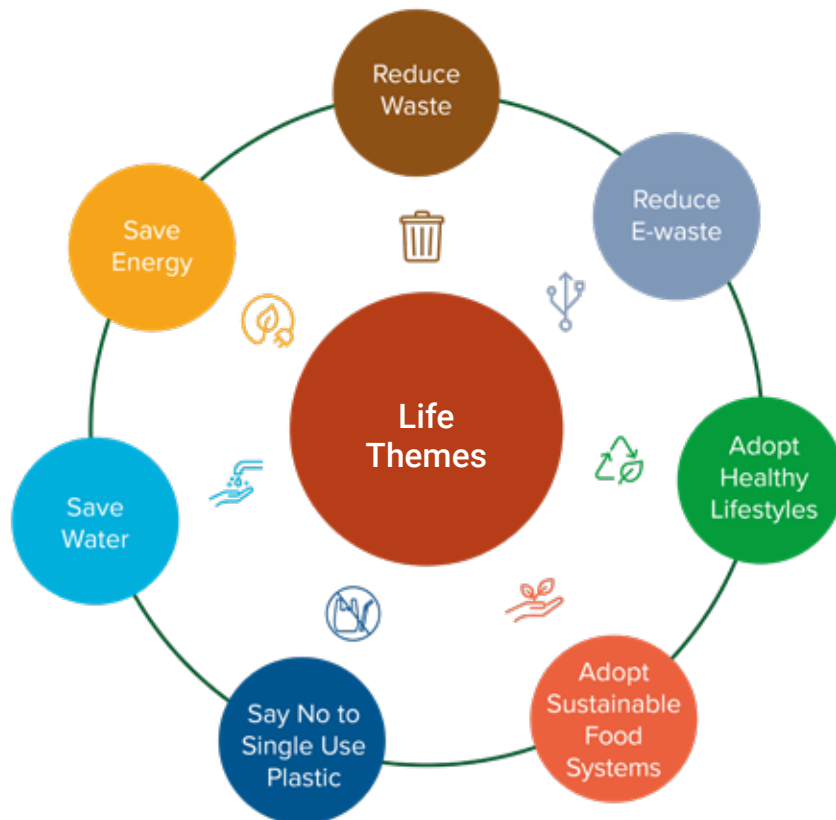 Reduce
Waste
Reduce
E-waste
Adopt
Healthy
Lifestyles
Adopt
Sustainable
Food
Systems
Say No to
Single Use
Plastic
Save
Water
Save
Energy
Life
Themes